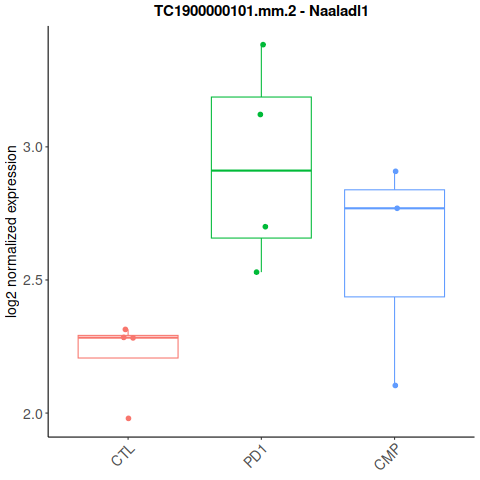 TC1900000101.mm.2 - Naaladl1
log2 normalized expression
3.0
2.5
2.0
CTL
PD1
CMP